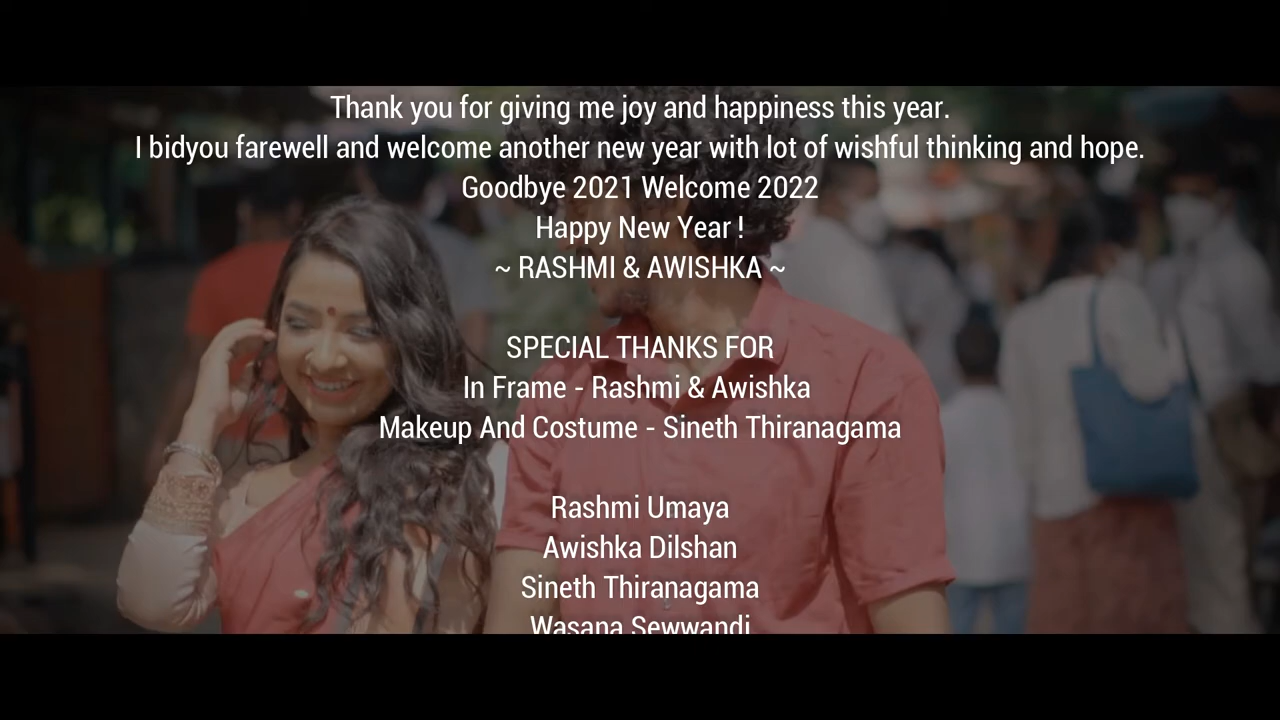 Thank you for giving me joy and happiness this year.
I bidyou farewell and welcome another new year with lot of wishful thinking and hope.
Goodbye 2021 Welcome 2022
Happy New Year !
~ RASHMI & AWISHKA ~
SPECIAL THANKS FOR
In Frame - Rashmi & Awishka
Makeup And Costume - Sineth Thiranagama
Rashmi Umaya
Awishka Dilshan
Sineth Thiranagama
Wasana Sewwandi